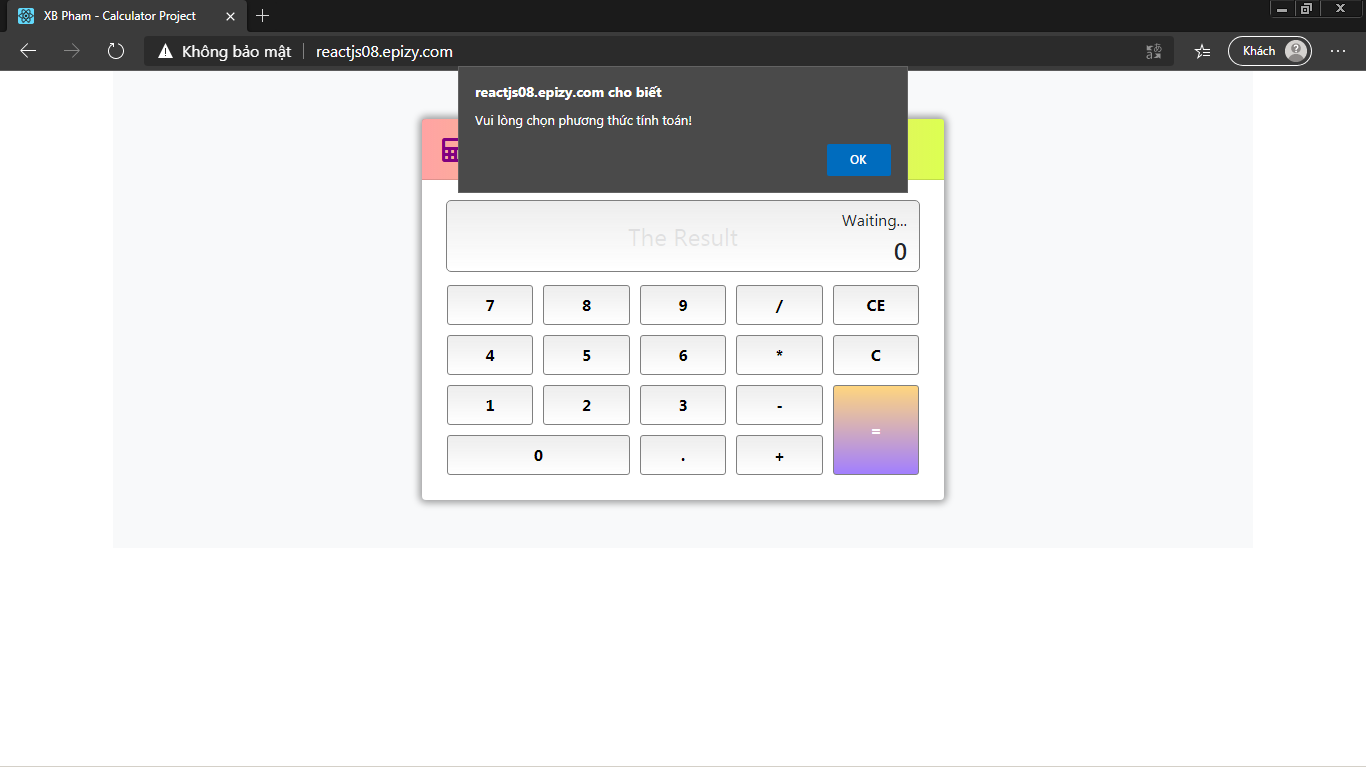 XB Pham - Calculator Project
Không bảo mật
reactjs08.epizy.com
Khách
reactjs08.epizy.com cho biết
Vui lòng chọn phương thức tính toán!
OK
Waiting...
The Result
0
7 8 9 / CE
4 5 6 * C
1 2 3 - =
0 . +